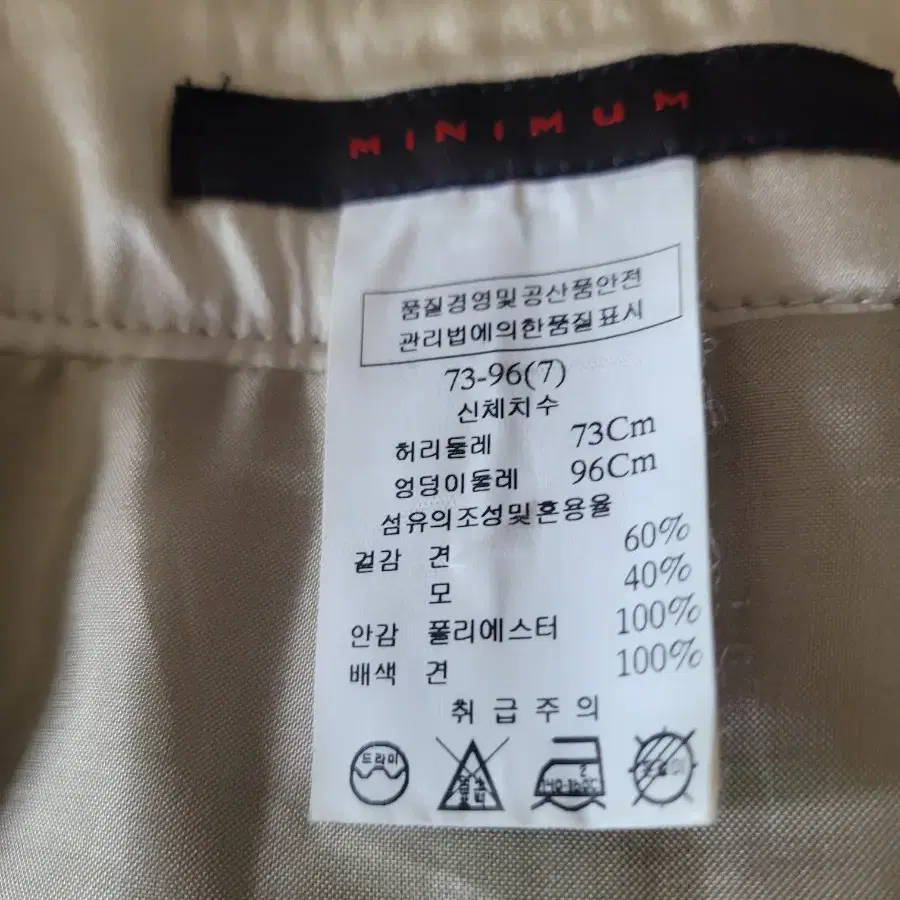 MINIMUM
품질경영및공산품안전
관리법에의한품질표시
73-96(7)
신체치수
허리둘레 73Cm
엉덩이둘레 96Cm
섬유의조성및혼용율
겉감 견 60%
모 40%
안감 폴리에스터 100%
배색 견 100%
취급주의
드라이